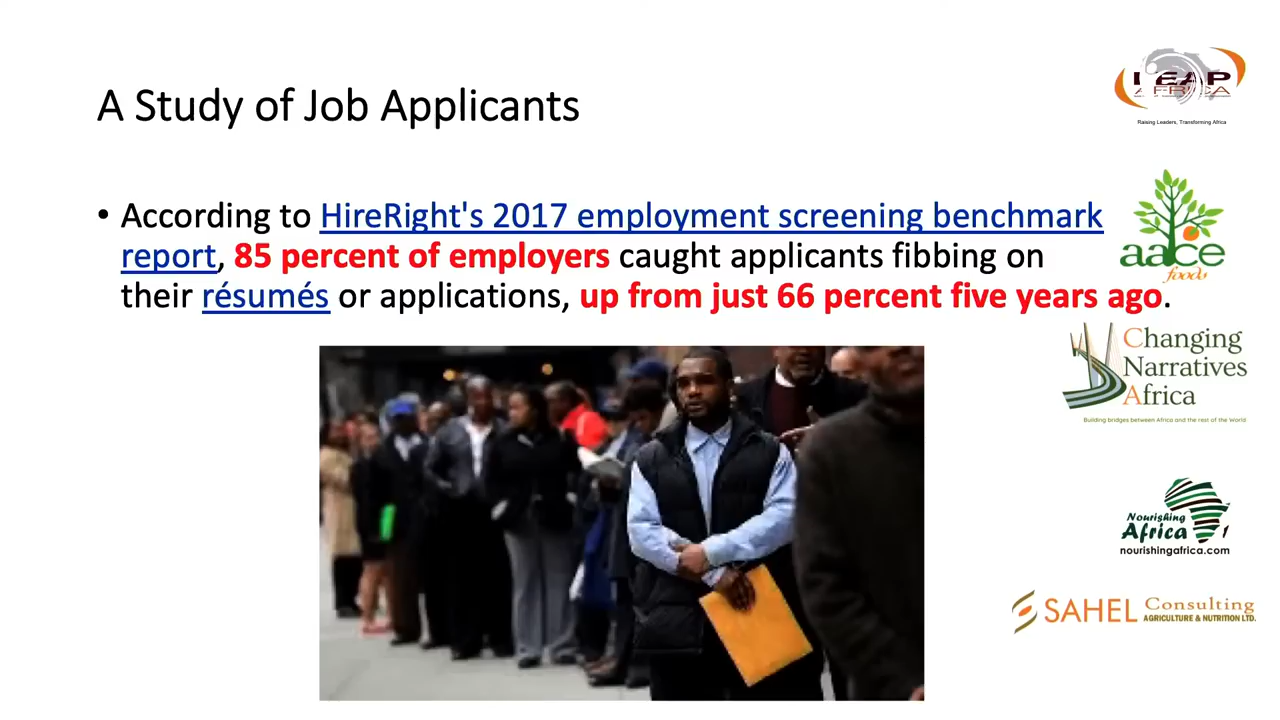 A Study of Job Applicants
• According to HireRight's 2017 employment screening benchmark
report, 85 percent of employers caught applicants fibbing on
their résumés or applications, up from just 66 percent five years ago.
LEAP
AFRICA
Raising Leaders, Transforming Africa
aace
foods
Changing
Narratives
Africa
Building bridges between Africa and the rest of the World
Nourishing
Africa
nourishingafrica.com
SAHEL Consulting
AGRICULTURE & NUTRITION LTD.